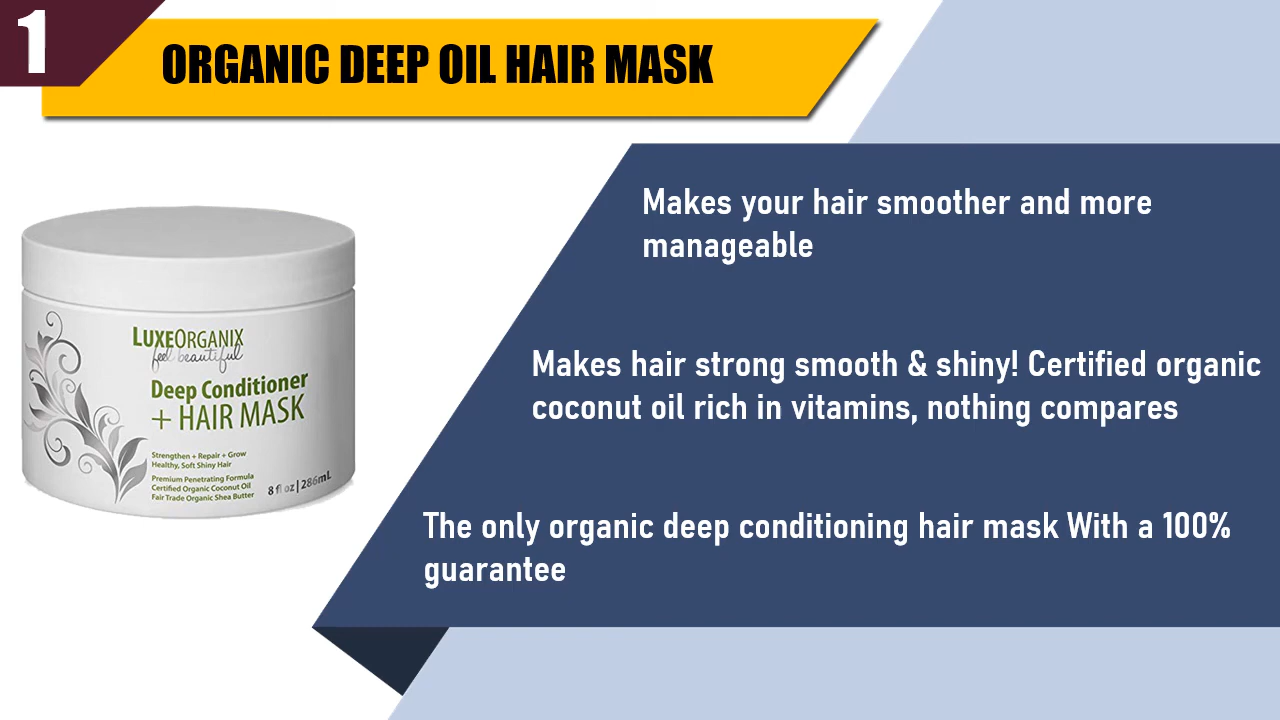 1
ORGANIC DEEP OIL HAIR MASK
Makes your hair smoother and more
manageable
Makes hair strong smooth & shiny! Certified organic
coconut oil rich in vitamins, nothing compares
The only organic deep conditioning hair mask With a 100%
guarantee
LUXEORGANIX
feel beautiful
Deep Conditioner
+ HAIR MASK
Strengthen + Repair + Grow
Healthy, Soft Shiny Hair
Premium Penetrating Formula
Certified Organic Coconut Oil
Fair Trade Organic Shea Butter
8 fl oz | 286mL